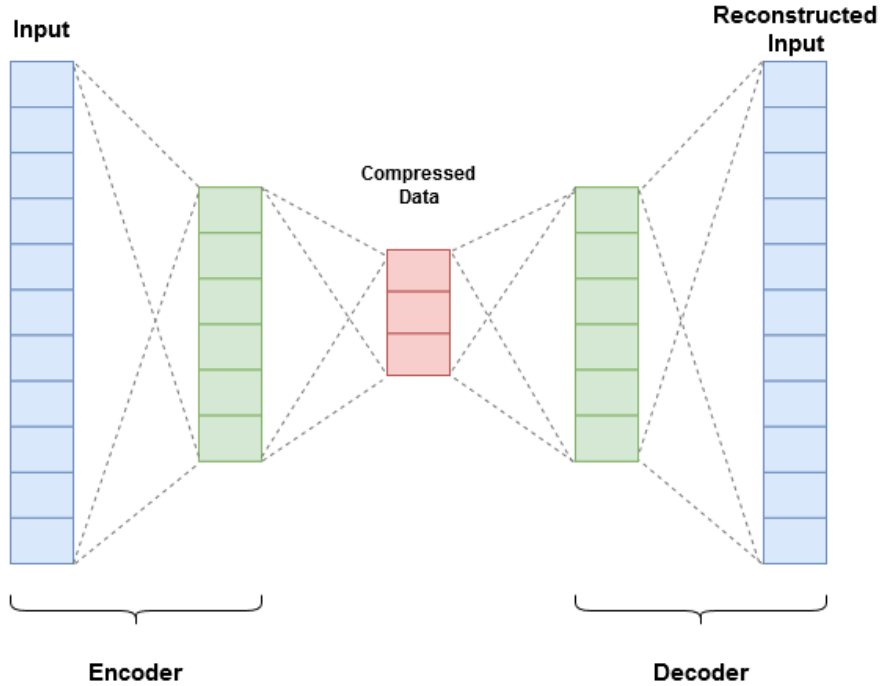 Input
Reconstructed
Input
Compressed
Data
Encoder
Decoder